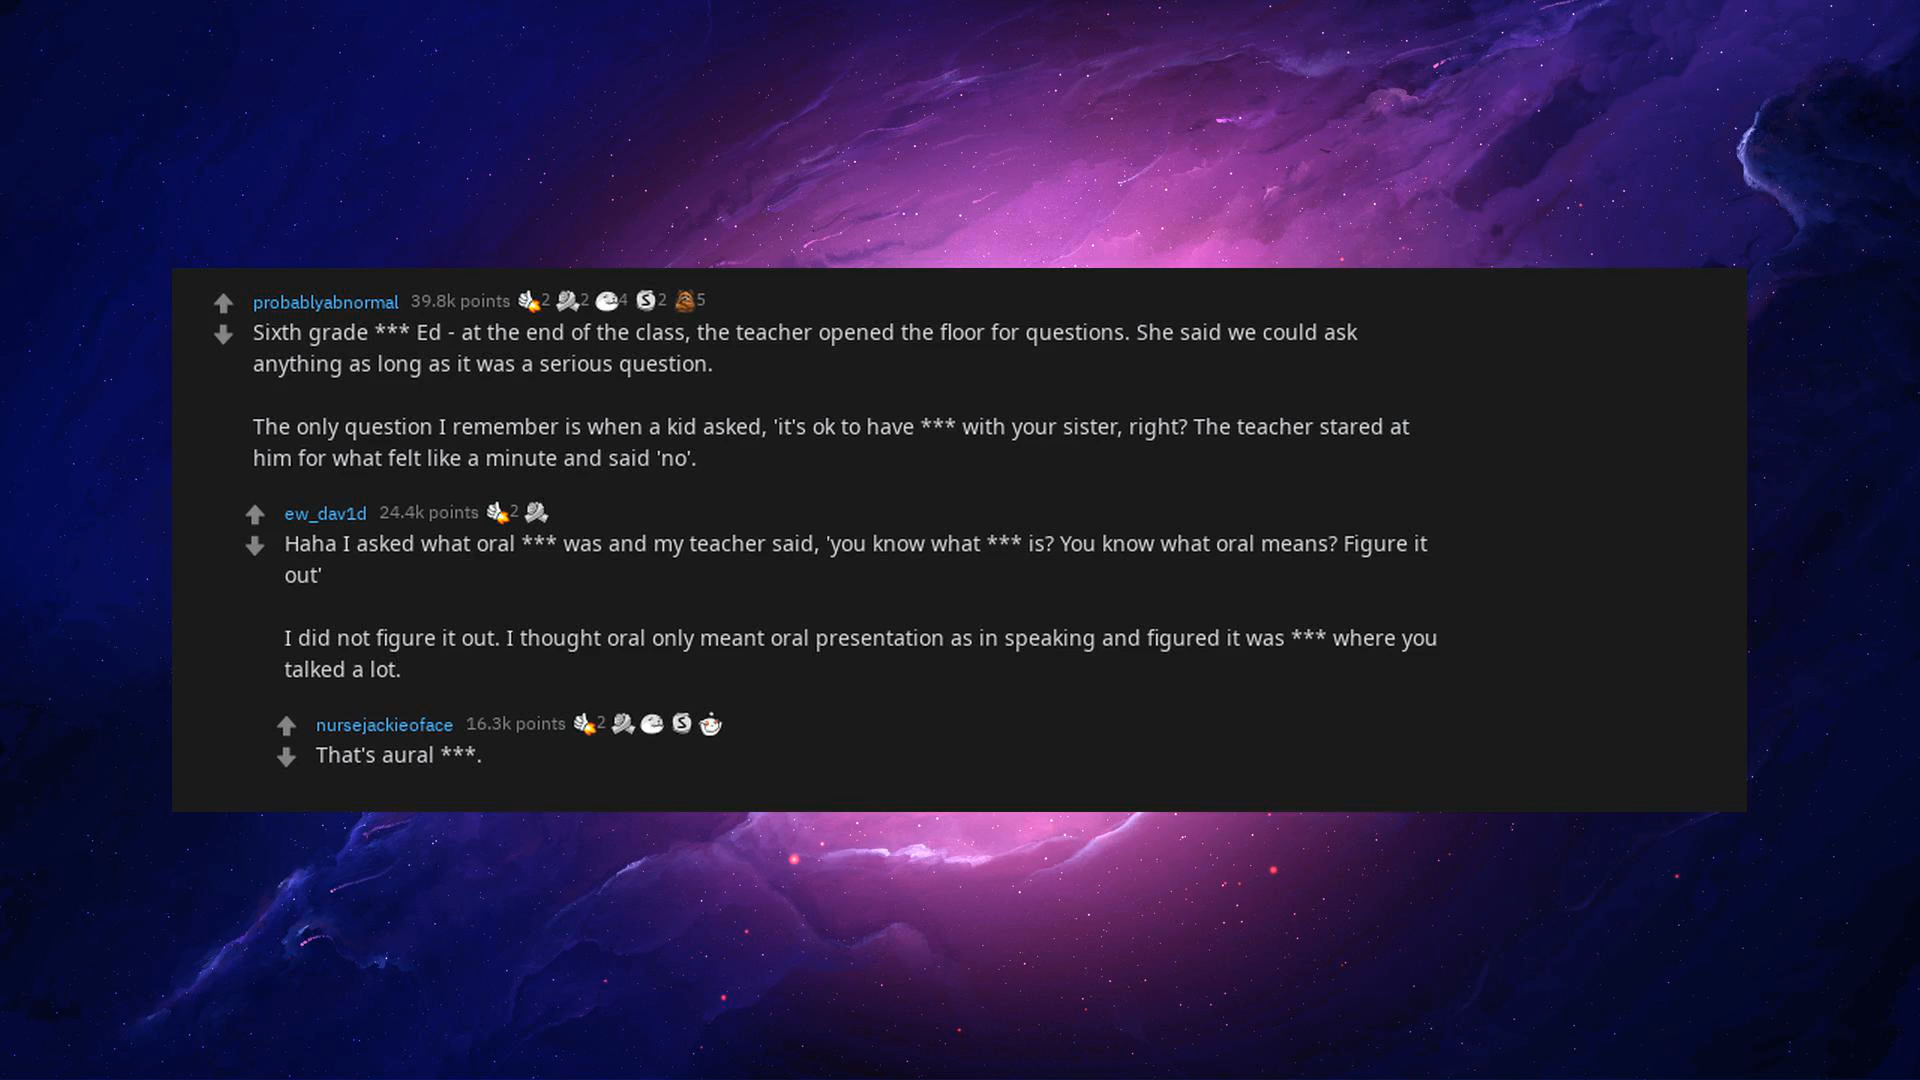 probablyabnormal 39.8k points 2 2 4 2 5
Sixth grade *** Ed - at the end of the class, the teacher opened the floor for questions. She said we could ask
anything as long as it was a serious question.
The only question I remember is when a kid asked, 'it's ok to have *** with your sister, right? The teacher stared at
him for what felt like a minute and said 'no'.
ew_dav1d 24.4k points 2
Haha I asked what oral *** was and my teacher said, 'you know what *** is? You know what oral means? Figure it
out'
I did not figure it out. I thought oral only meant oral presentation as in speaking and figured it was *** where you
talked a lot.
nursejackieoface 16.3k points 2
That's aural ***.